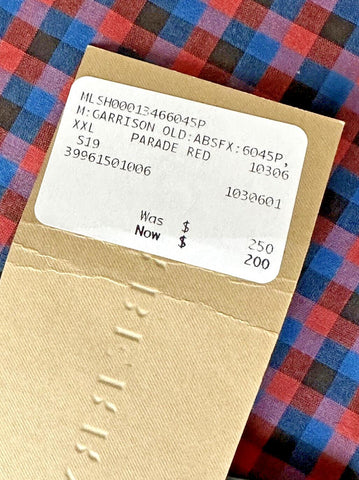 MLSH00013466045P
M:GARRISON OLD:ABSFX:6045P,
XXL PARADE RED 10306
S19
39961501006 1030601
Was $ 250
Now $ 200